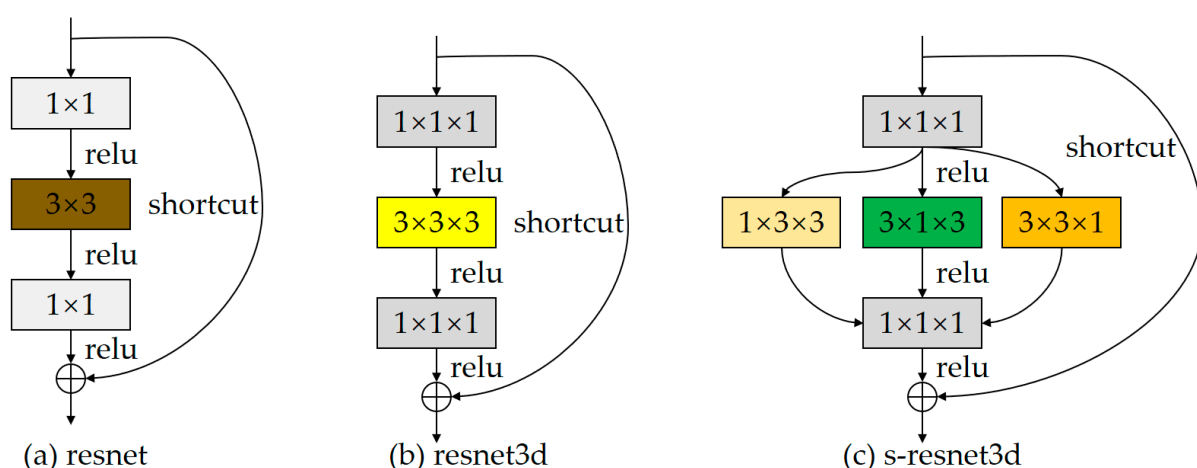 1×1
relu
3×3
shortcut
relu
1×1
relu
(a) resnet
1×1×1
relu
3×3×3
shortcut
relu
1×1×1
relu
(b) resnet3d
1×1×1
shortcut
relu
1×3×3
3×1×3
3×3×1
relu
1×1×1
relu
(c) s-resnet3d